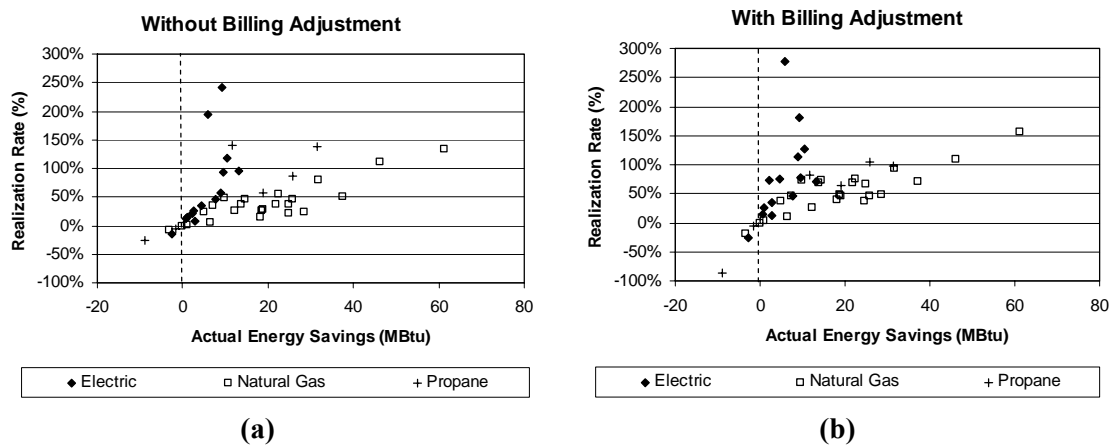 Without Billing Adjustment
300%
250%
200%
150%
100%
50%
0%
-50%
-100%
Realization Rate (%)
-20 0 20 40 60 80
Actual Energy Savings (MBtu)
Electric Natural Gas Propane
(a)
With Billing Adjustment
300%
250%
200%
150%
100%
50%
0%
-50%
-100%
Realization Rate (%)
-20 0 20 40 60 80
Actual Energy Savings (MBtu)
Electric Natural Gas Propane
(b)